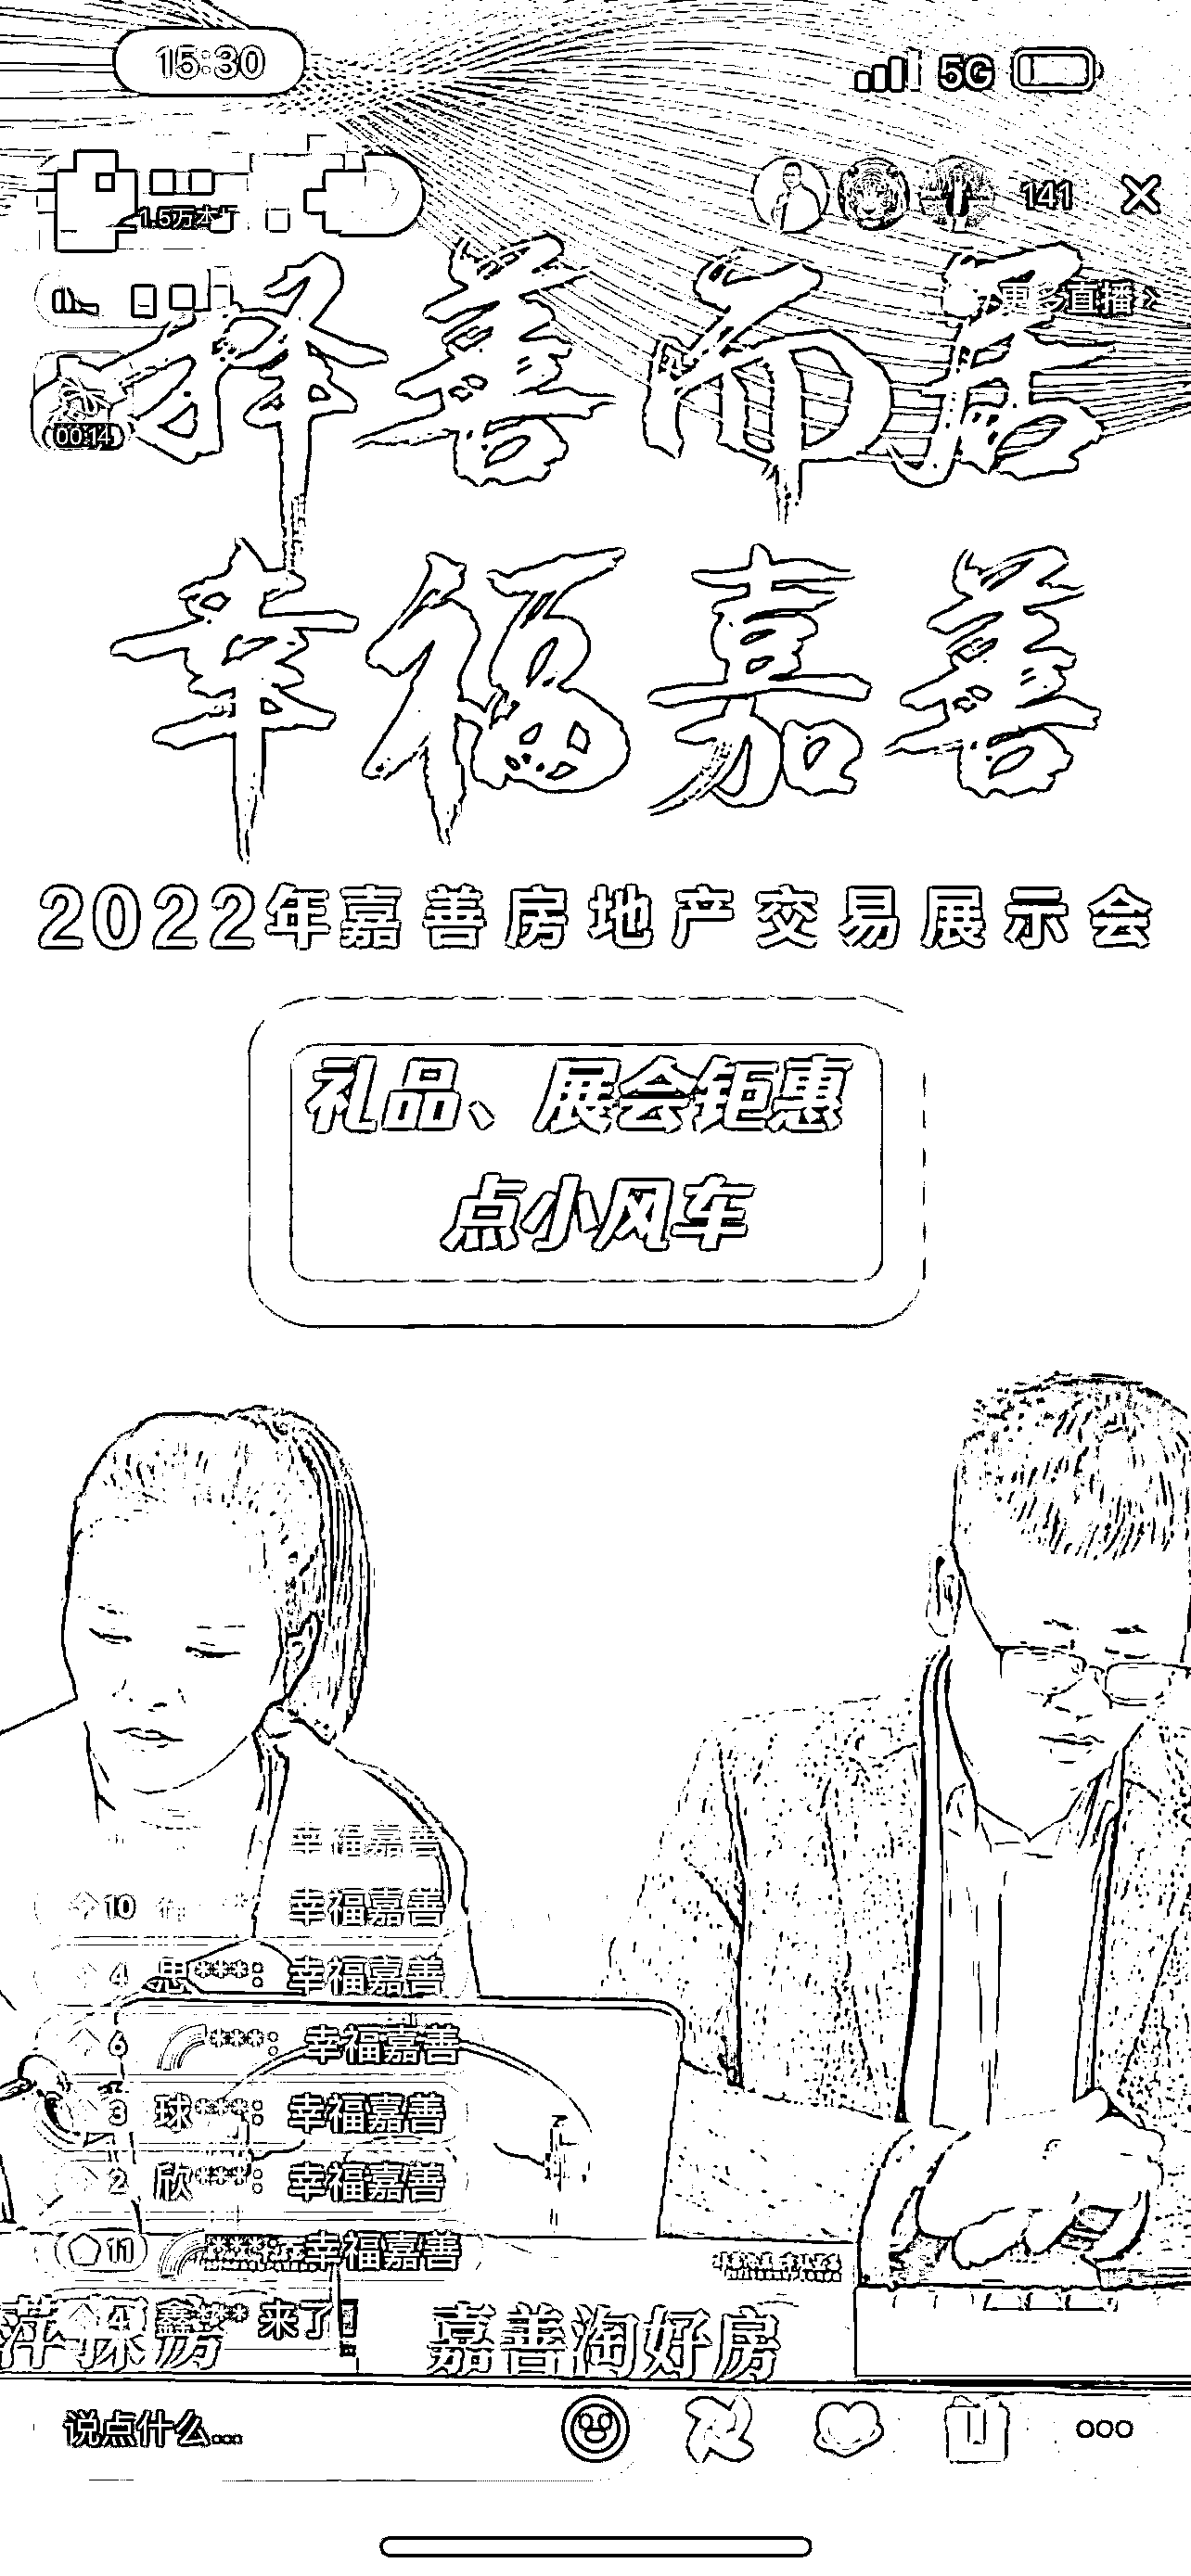 15:30 5G
1.5万本
141
更多直播
00:14
择善而居
幸福嘉善
2022年嘉善房地产交易展示会
礼品、展会钜惠
点小风车
幸福嘉善
10 幸福嘉善
4 思***: 幸福嘉善
6 ***: 幸福嘉善
3 球***: 幸福嘉善
2 欣***: 幸福嘉善
11 幸福嘉善
4 鑫*** 来了
萍 房
嘉善淘好房
说点什么...